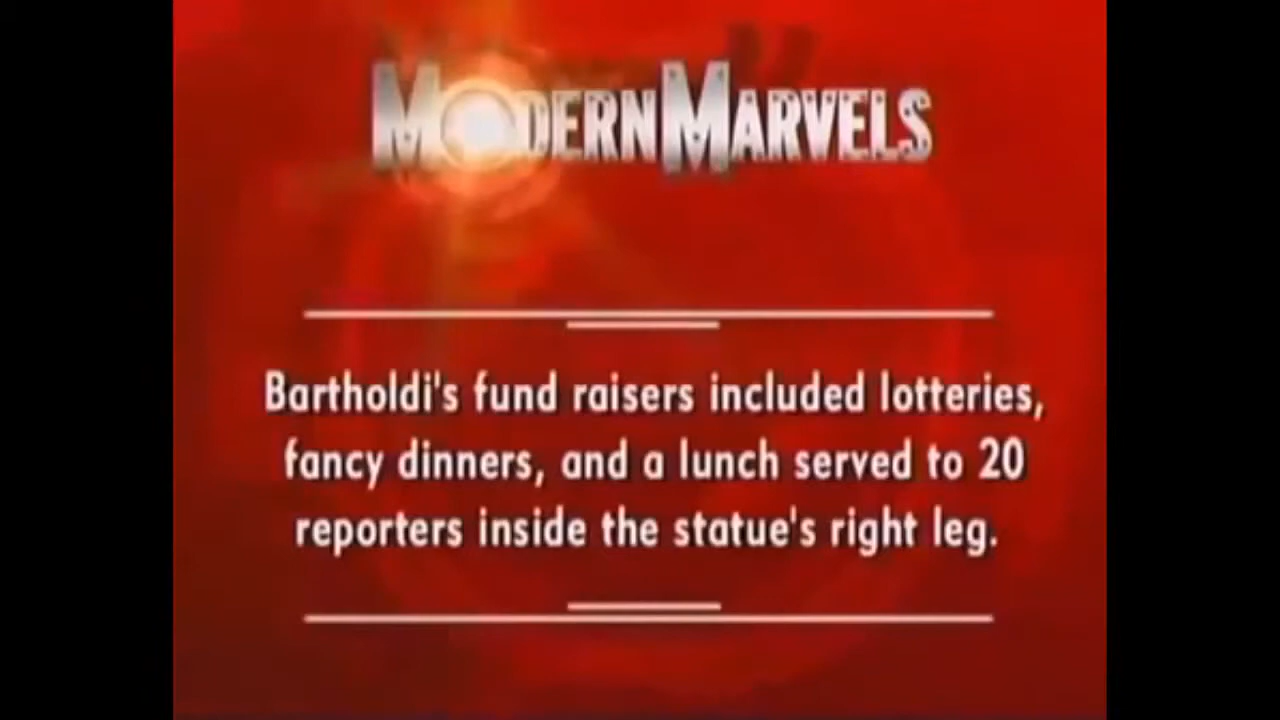 MODERN MARVELS
Bartholdi's fund raisers included lotteries,
fancy dinners, and a lunch served to 20
reporters inside the statue's right leg.